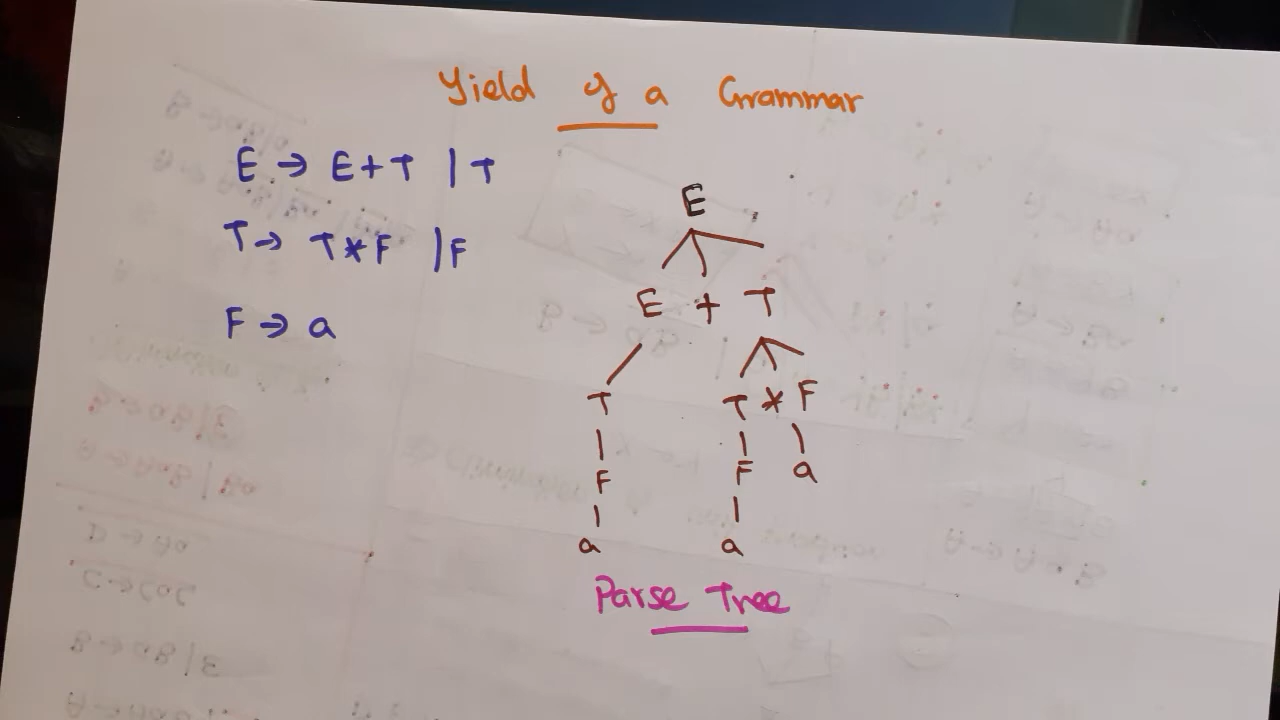 Yield of a Grammar
E → E + T | T
T → T * F | F
F → a
E
E + T
T T * F
F F a
a a
Parse Tree